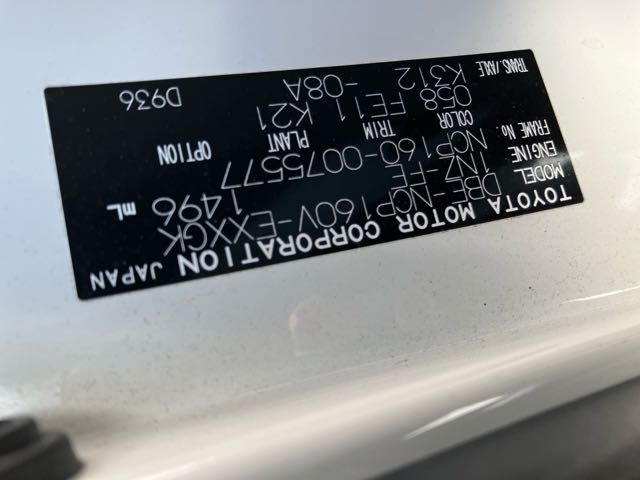 TOYOTA MOTOR CORPORATION JAPAN
MODEL DBE-NCP160V-EXXGK
ENGINE 1NZ-FE 1496 mL
FRAME No. NCP160-0075577
COLOR TRIM PLANT OPTION
058 FE11 K21
TRANS./AXLE
K312 -08A D936